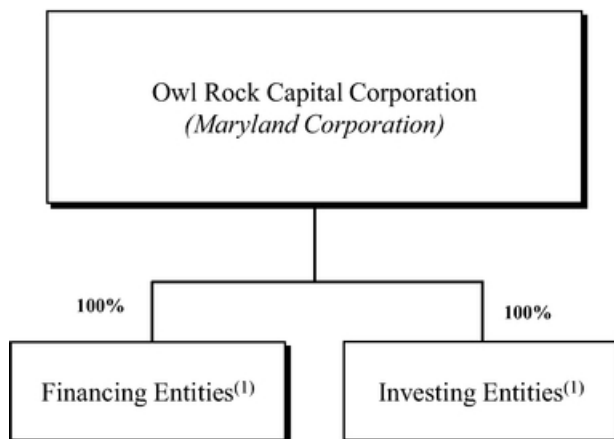 Owl Rock Capital Corporation
(Maryland Corporation)
100%
100%
Financing Entities(1)
Investing Entities(1)